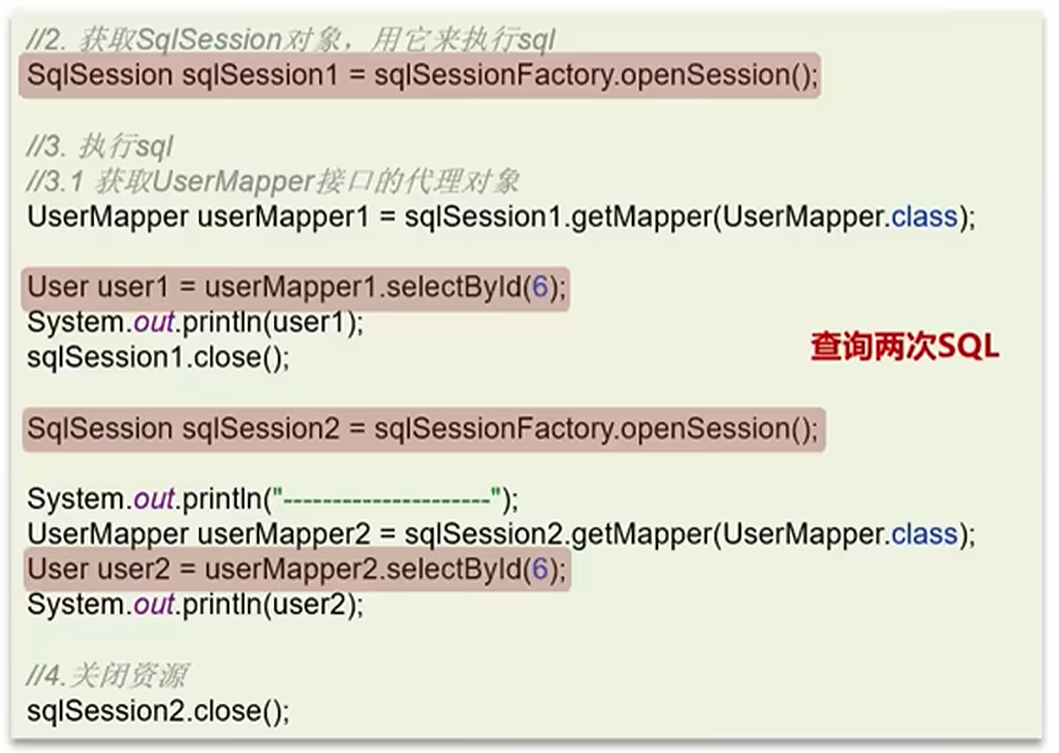 //2. 获取SqlSession对象，用它来执行sql
SqlSession sqlSession1 = sqlSessionFactory.openSession();
//3. 执行sql
//3.1 获取UserMapper接口的代理对象
UserMapper userMapper1 = sqlSession1.getMapper(UserMapper.class);
User user1 = userMapper1.selectById(6);
System.out.println(user1);
sqlSession1.close();
查询两次SQL
SqlSession sqlSession2 = sqlSessionFactory.openSession();
System.out.println("---------------------");
UserMapper userMapper2 = sqlSession2.getMapper(UserMapper.class);
User user2 = userMapper2.selectById(6);
System.out.println(user2);
//4.关闭资源
sqlSession2.close();